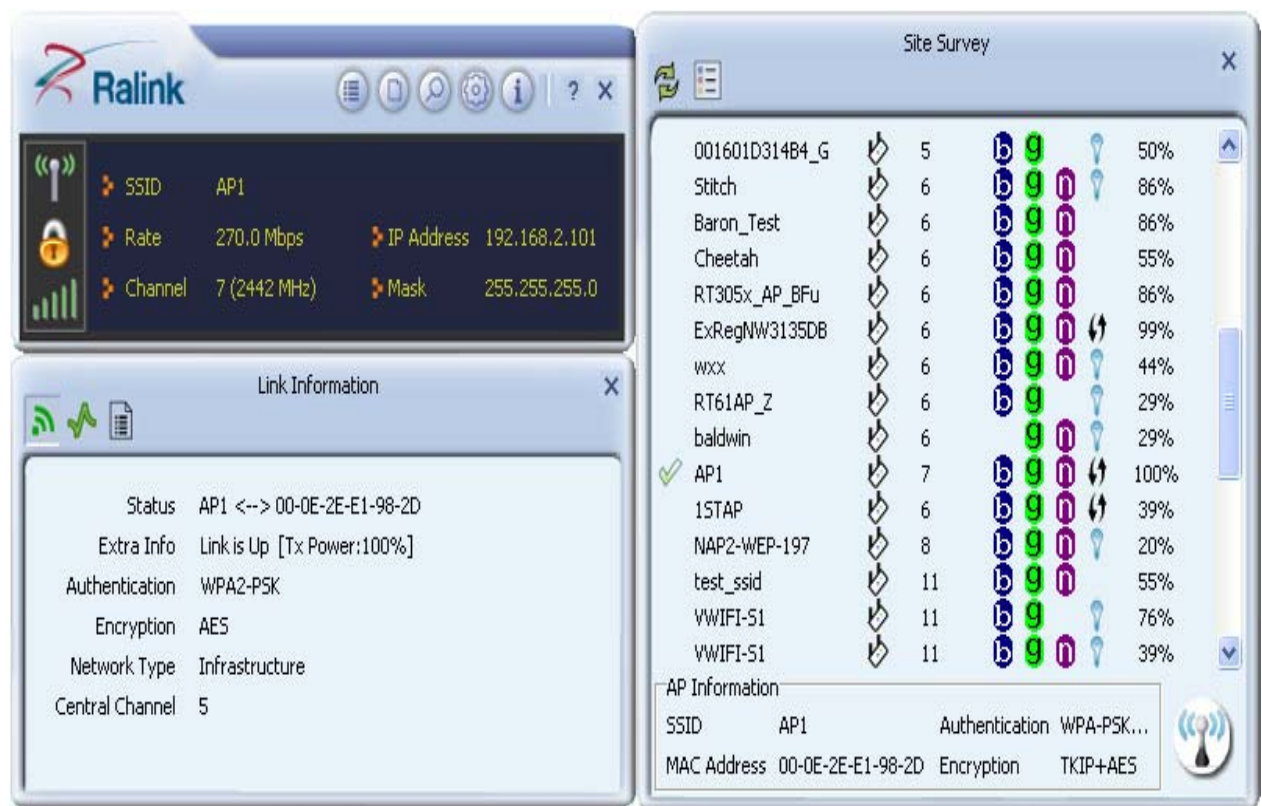 Ralink
i
?
SSID AP1
Rate 270.0 Mbps IP Address 192.168.2.101
Channel 7 (2442 MHz) Mask 255.255.255.0
Link Information
Status AP1 <--> 00-0E-2E-E1-98-2D
Extra Info Link is Up [Tx Power:100%]
Authentication WPA2-PSK
Encryption AES
Network Type Infrastructure
Central Channel 5
Site Survey
001601D314B4_G 5 b g 50%
Stitch 6 b g n 86%
Baron_Test 6 b g n 86%
Cheetah 6 b g n 55%
RT305x_AP_BFu 6 b g n 86%
ExRegNW3135DB 6 b g n 99%
wxx 6 b g n 44%
RT61AP_Z 6 b g 29%
baldwin 6 g n 29%
AP1 7 b g n 100%
1STAP 6 b g n 39%
NAP2-WEP-197 8 b g n 20%
test_ssid 11 b g n 55%
VWIFI-S1 11 b g 76%
VWIFI-S1 11 b g n 39%
AP Information
SSID AP1 Authentication WPA-PSK...
MAC Address 00-0E-2E-E1-98-2D Encryption TKIP+AES